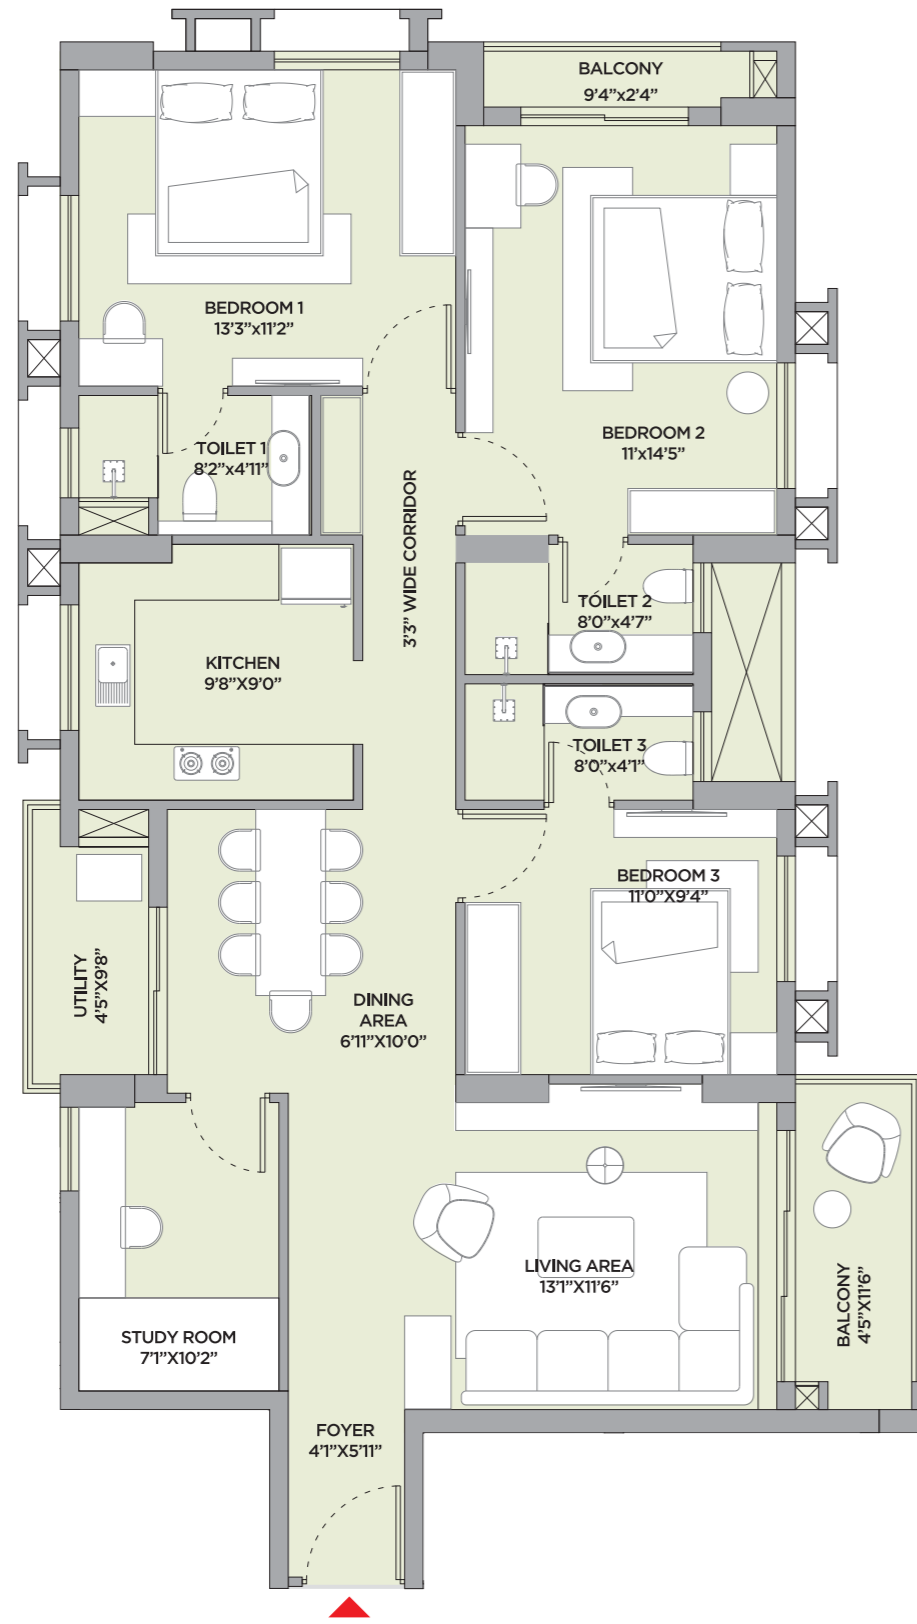 BALCONY
9’4”x2’4”
BEDROOM 1
13’3”x11’2”
BEDROOM 2
11’x14’5”
TOILET 1
8’2”x4’11”
3’3” WIDE CORRIDOR
TOILET 2
8’0”x4’7”
KITCHEN
9’8”X9’0”
TOILET 3
8’0”x4’1”
BEDROOM 3
11’0”X9’4”
UTILITY
4’5”X9’8”
DINING
AREA
6’11”X10’0”
LIVING AREA
13’1”X11’6”
BALCONY
4’5”X11’6”
STUDY ROOM
7’1”X10’2”
FOYER
4’1”X5’11”